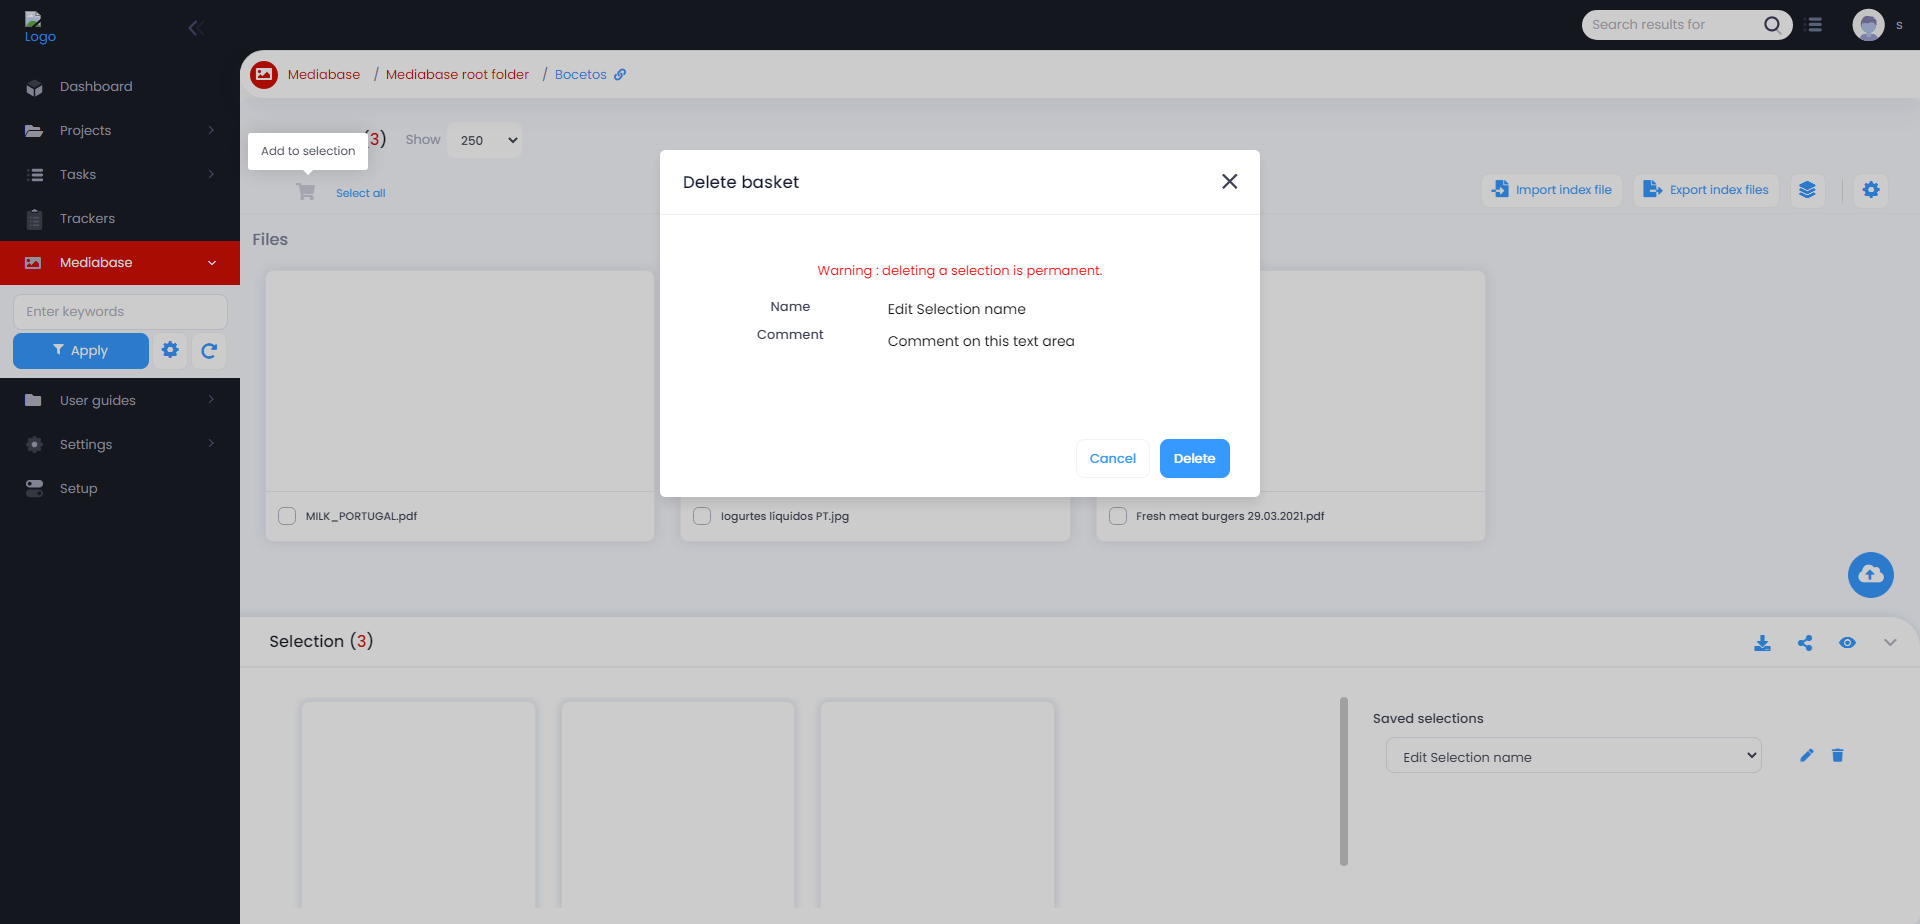 Logo
Search results for
s
Dashboard
Projects
Tasks
Trackers
Mediabase
Enter keywords
Apply
User guides
Settings
Setup
Mediabase / Mediabase root folder / Bocetos
(3) Show 250
Add to selection
Select all
Import index file
Export index files
Files
Delete basket
Warning : deleting a selection is permanent.
Name Edit Selection name
Comment Comment on this text area
Cancel Delete
MILK_PORTUGAL.pdf
Iogurtes líquidos PT.jpg
Fresh meat burgers 29.03.2021.pdf
Selection (3)
Saved selections
Edit Selection name